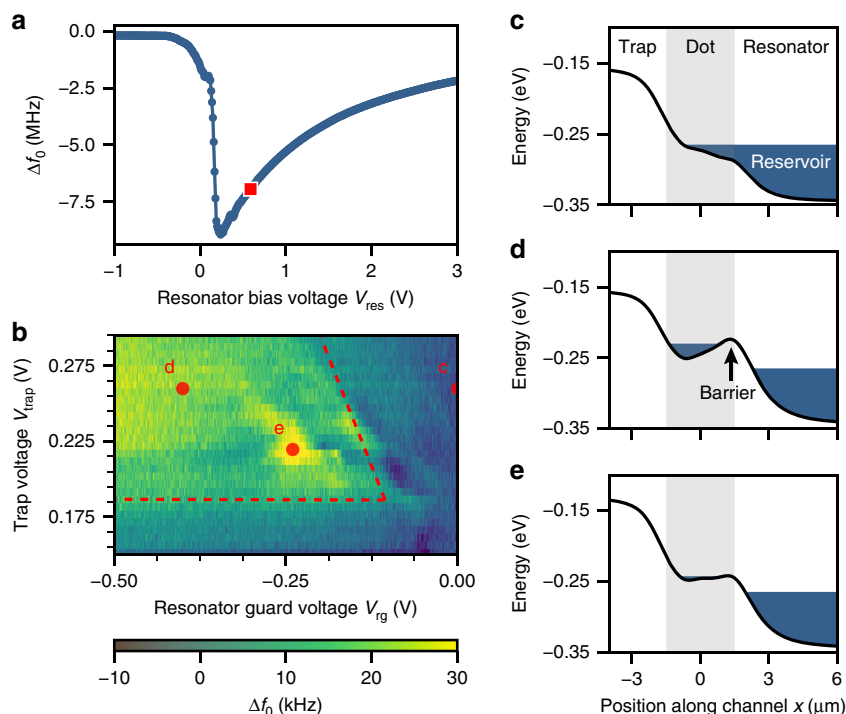 a
0.0
−2.5
−5.0
−7.5
Δf0 (MHz)
−1 0 1 2 3
Resonator bias voltage Vres (V)
b
0.275
0.225
0.175
Trap voltage Vtrap (V)
d
c
e
−0.50 −0.25 0.00
Resonator guard voltage Vrg (V)
−10 0 10 20 30
Δf0 (kHz)
c
Trap Dot Resonator
−0.15
−0.25
−0.35
Energy (eV)
Reservoir
d
−0.15
−0.25
−0.35
Energy (eV)
Barrier
e
−0.15
−0.25
−0.35
Energy (eV)
−3 0 3 6
Position along channel x (μm)